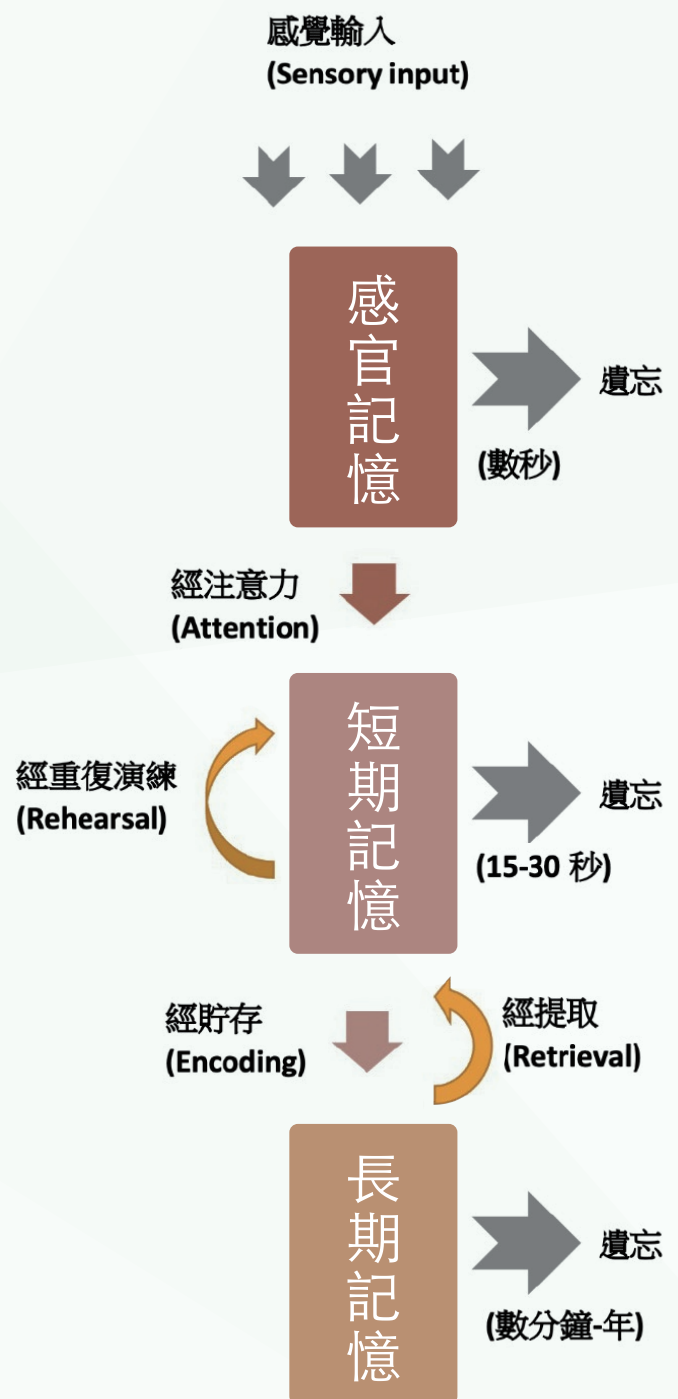 感覺輸入
(Sensory input)
感官記憶
遺忘
(數秒)
經注意力
(Attention)
短期記憶
經重復演練
(Rehearsal)
遺忘
(15-30 秒)
經貯存
(Encoding)
經提取
(Retrieval)
長期記憶
遺忘
(數分鐘-年)